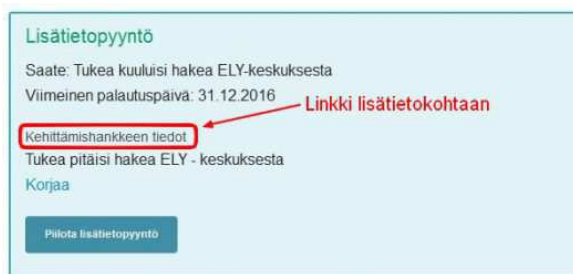 Lisätietopyyntö
Saate: Tukea kuuluisi hakea ELY-keskuksesta
Viimeinen palautuspäivä: 31.12.2016
Linkki lisätietokohtaan
Kehittämishankkeen tiedot
Tukea pitäisi hakea ELY - keskuksesta
Korjaa
Piilota lisätietopyyntö